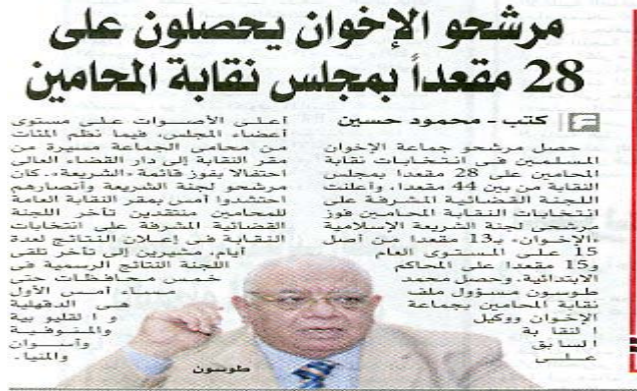 مرشحو الإخوان يحصلون على
28 مقعداً بمجلس نقابة المحامين
كتب - محمود حسين
حصل مرشحو جماعة الإخوان
المسلمين فى انتخابات نقابة
المحامين على 28 مقعدا بمجلس
النقابة من بين 44 مقعدا، وأعلنت
اللجنة القضائية المشرفة على
انتخابات النقابة المحامين فوز
مرشحى لجنة الشريعة الإسلامية
«الإخوان» بـ13 مقعدا من أصل
15 على المستوى العام
و15 مقعدا على المحاكم
الابتدائية. وحصل محمد
طوسون مسؤول ملف
نقابة المحامين بجماعة
الإخوان ووكيل
النقابة
السابق
على
أعلى الأصوات على مستوى
أعضاء المجلس، فيما نظم المئات
من محامى الجماعة مسيرة من
مقر النقابة إلى دار القضاء العالى
احتفالا بفوز قائمة «الشريعة». كان
مرشحو لجنة الشريعة وأنصارهم
احتشدوا أمس بمقر النقابة العامة
للمحامين منتقدين تأخر اللجنة
القضائية المشرفة على انتخابات
النقابة فى إعلان النتائج لعدة
أيام، مشيرين إلى تأخر تلقى
اللجنة النتائج الرسمية فى
خمس محافظات حتى
مساء أمس الأول
هى الدقهلية
والقليوبية
والمنوفية
وأسوان
والمنيا.
طوسون